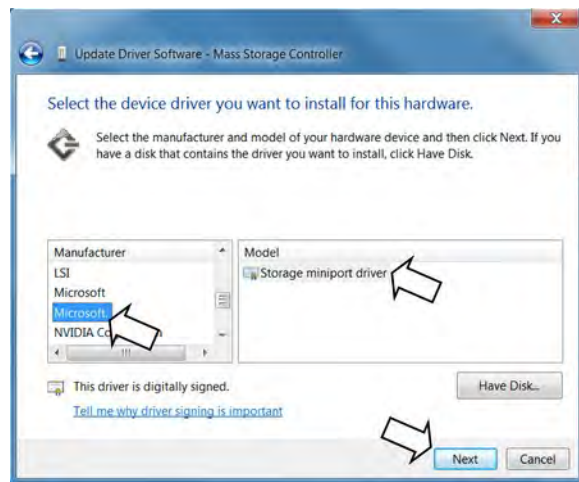 Update Driver Software - Mass Storage Controller
Select the device driver you want to install for this hardware.
Select the manufacturer and model of your hardware device and then click Next. If you
have a disk that contains the driver you want to install, click Have Disk.
Manufacturer
Model
LSI
Storage miniport driver
Microsoft
Microsoft.
NVIDIA
This driver is digitally signed.
Have Disk...
Tell me why driver signing is important
Next
Cancel